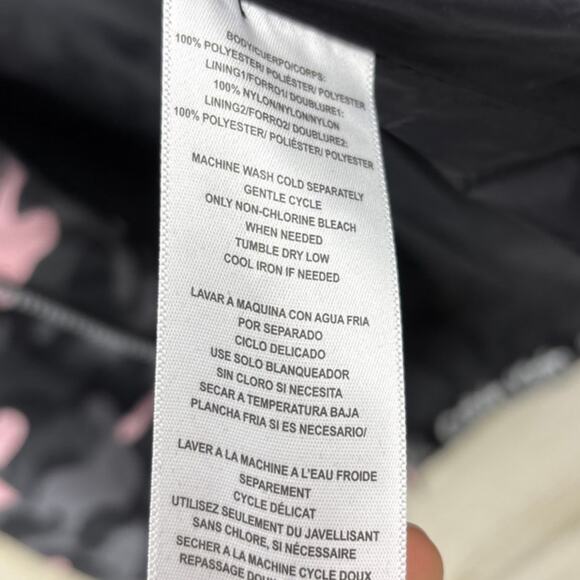 BODY/CUERPO/CORPS:
100% POLYESTER/ POLIÉSTER/ POLYESTER
LINING1/FORRO1/ DOUBLURE1:
100% NYLON/NYLON/NYLON
LINING2/FORRO2/ DOUBLURE2:
100% POLYESTER/ POLIÉSTER/ POLYESTER
MACHINE WASH COLD SEPARATELY
GENTLE CYCLE
ONLY NON-CHLORINE BLEACH
WHEN NEEDED
TUMBLE DRY LOW
COOL IRON IF NEEDED
LAVAR A MAQUINA CON AGUA FRIA
POR SEPARADO
CICLO DELICADO
USE SOLO BLANQUEADOR
SIN CLORO SI NECESITA
SECAR A TEMPERATURA BAJA
PLANCHA FRIA SI ES NECESARIO/
LAVER A LA MACHINE A L'EAU FROIDE
SEPAREMENT
CYCLE DÉLICAT
UTILISEZ SEULEMENT DU JAVELLISANT
SANS CHLORE, SI NÉCESSAIRE
SECHER A LA MACHINE CYCLE DOUX
REPASSAGE